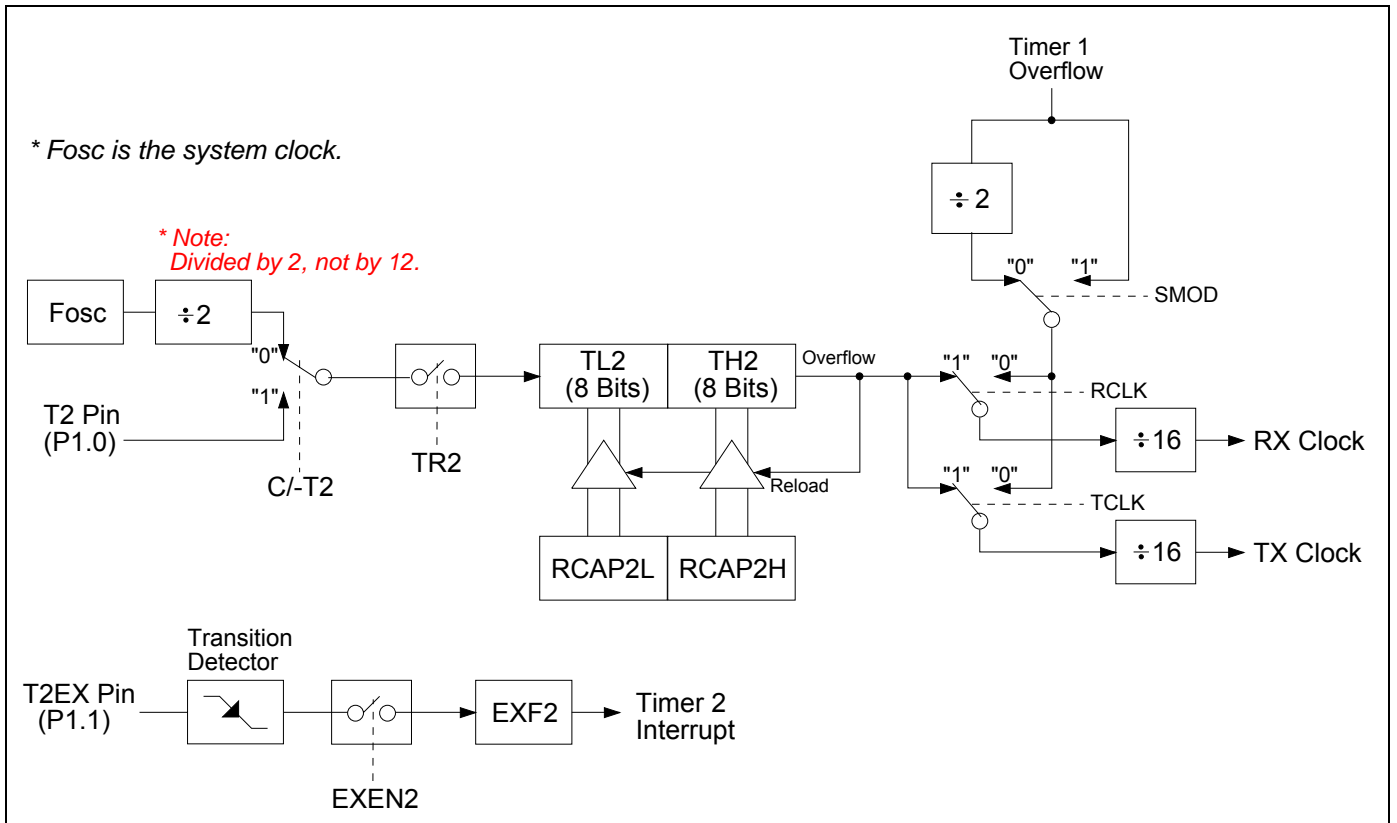 Timer 1
Overflow
* Fosc is the system clock.
÷ 2
* Note:
Divided by 2, not by 12.
"0"
"1"
SMOD
Fosc
÷2
"0"
"1"
T2 Pin
(P1.0)
C/-T2
TR2
TL2
(8 Bits)
TH2
(8 Bits)
Overflow
Reload
RCAP2L
RCAP2H
"1"
"0"
RCLK
÷16
RX Clock
"1"
"0"
TCLK
÷16
TX Clock
Transition
Detector
T2EX Pin
(P1.1)
EXF2
Timer 2
Interrupt
EXEN2